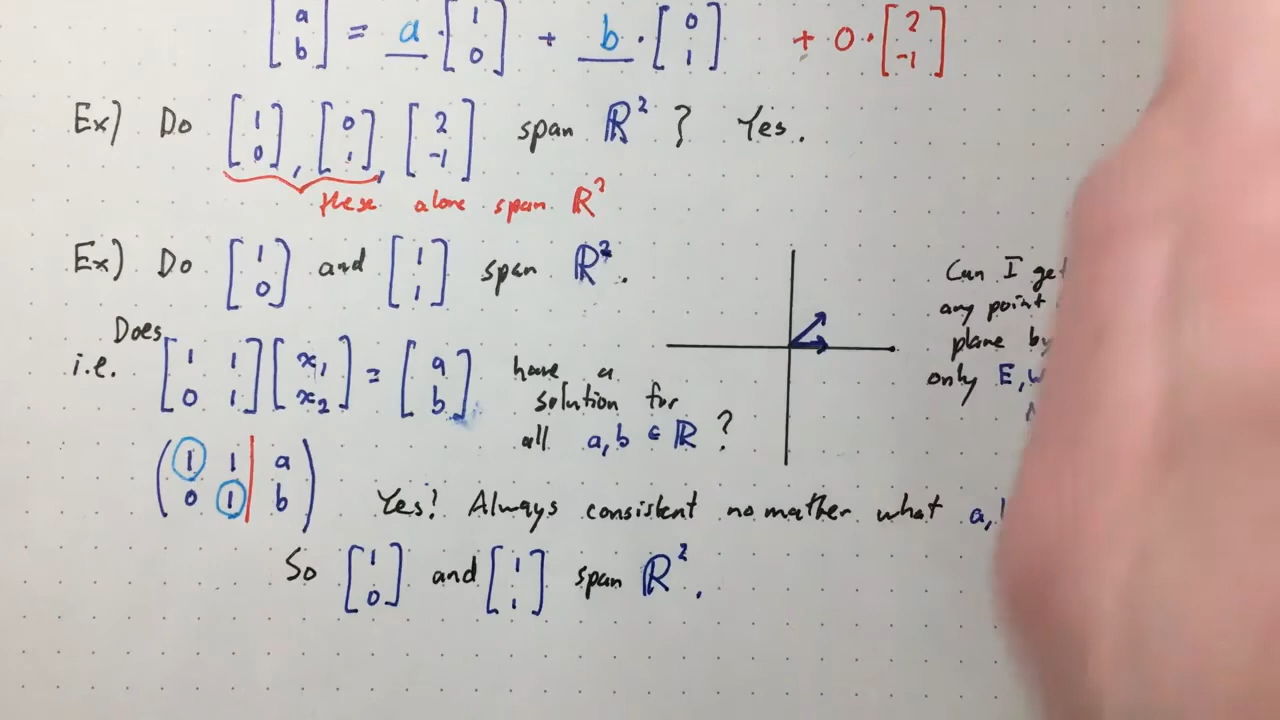 [a b] = a · [1 0] + b · [0 1] + 0 · [2 -1]
Ex) Do [1 0], [0 1], [2 -1] span ℝ² ? Yes.
these alone span ℝ²
Ex) Do [1 0] and [1 1] span ℝ².
Can I
any point
plane
only E,
i.e. Does [1 1 0 1] [x₁ x₂] = [a b] have a
solution for
all a,b ∈ ℝ ?
(1 1 | a 0 1 | b)
Yes! Always consistent no mather what a,
So [1 0] and [1 1] span ℝ².